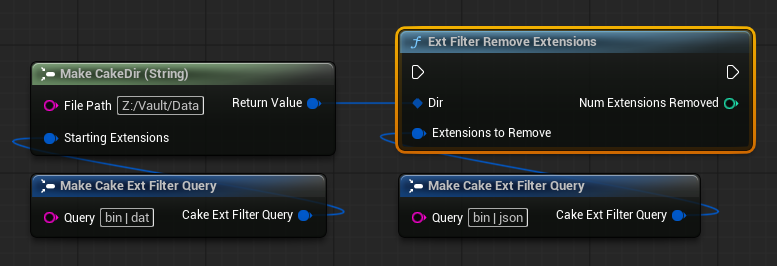 Ext Filter Remove Extensions
Make CakeDir (String)
File Path Z:/Vault/Data Return Value
Dir Num Extensions Removed
Starting Extensions
Extensions to Remove
Make Cake Ext Filter Query
Query bin | dat Cake Ext Filter Query
Make Cake Ext Filter Query
Query bin | json Cake Ext Filter Query